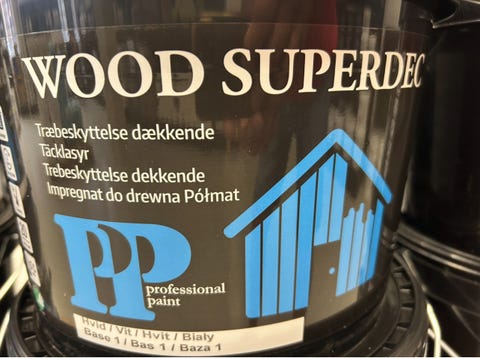 WOOD SUPERDEC
Træbeskyttelse dækkende
Täcklasyr
Trebeskyttelse dekkende
Impregnat do drewna Półmat
PPP
professional
paint
Hvid / Vit / Hvit / Biały
Base 1 / Bas 1 / Baza 1